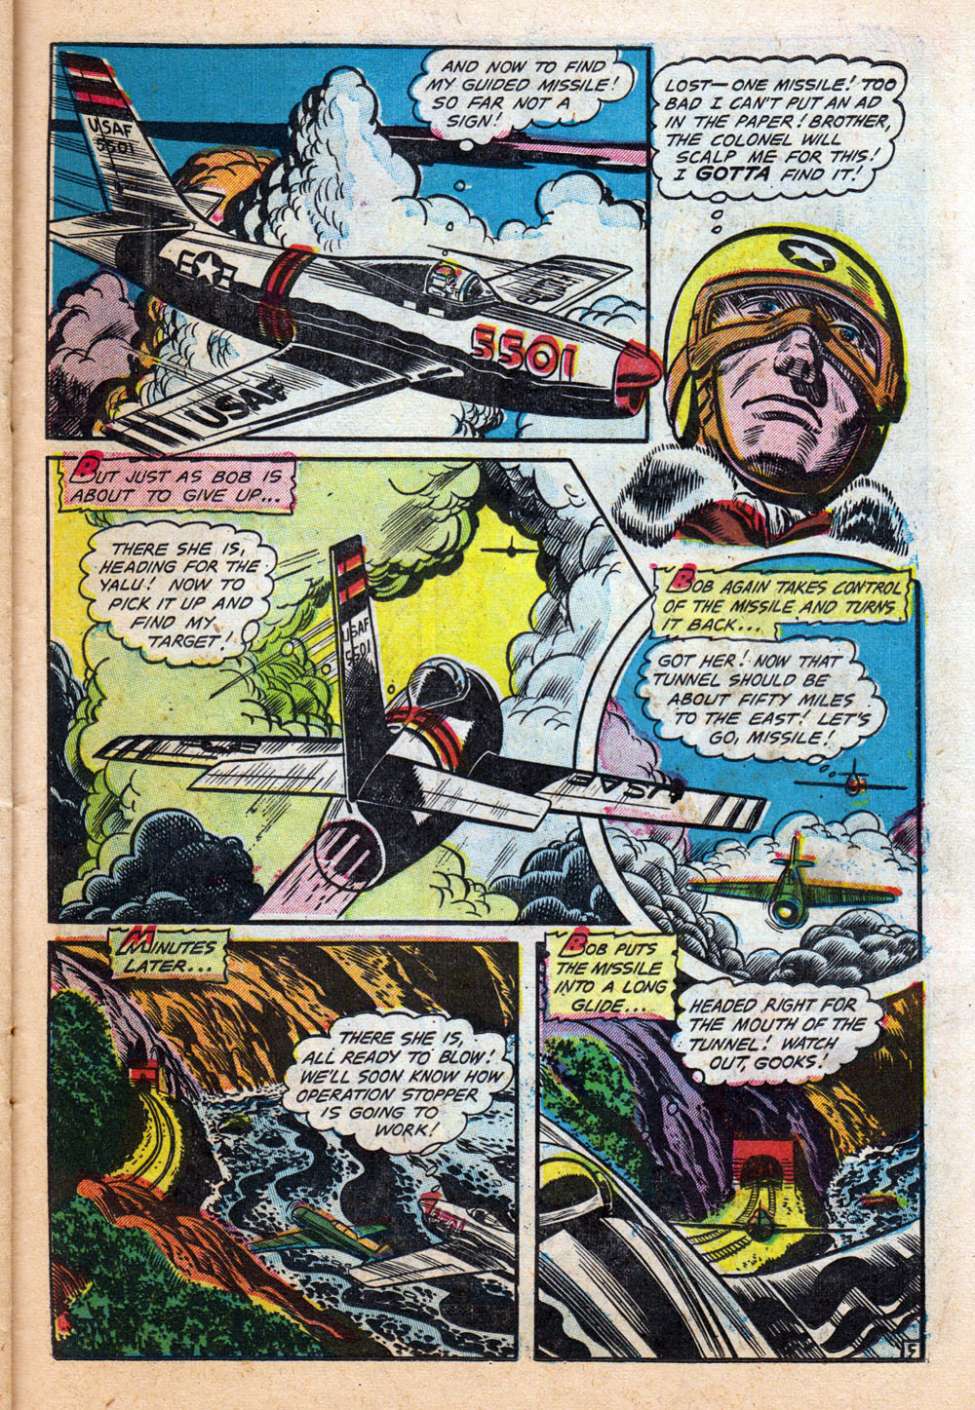 AND NOW TO FIND
MY GUIDED MISSILE!
SO FAR NOT A
SIGN!
USAF
5501
USAF
5501
LOST—ONE MISSILE! TOO
BAD I CAN'T PUT AN AD
IN THE PAPER! BROTHER,
THE COLONEL WILL
SCALP ME FOR THIS!
I GOTTA FIND IT!
BUT JUST AS BOB IS
ABOUT TO GIVE UP...
THERE SHE IS,
HEADING FOR THE
YALU! NOW TO
PICK IT UP AND
FIND MY
TARGET!
USAF
5501
USAF
BOB AGAIN TAKES CONTROL
OF THE MISSILE AND TURNS
IT BACK...
GOT HER! NOW THAT
TUNNEL SHOULD BE
ABOUT FIFTY MILES
TO THE EAST! LET'S
GO, MISSILE!
MINUTES
LATER...
THERE SHE IS,
ALL READY TO BLOW!
WE'LL SOON KNOW HOW
OPERATION STOPPER
IS GOING TO
WORK!
BOB PUTS
THE MISSILE
INTO A LONG
GLIDE...
HEADED RIGHT FOR
THE MOUTH OF THE
TUNNEL! WATCH
OUT, GOOKS!
5